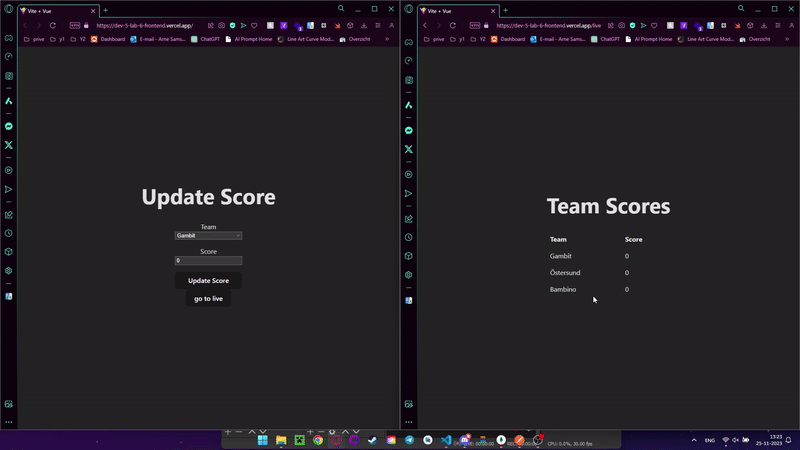 Vite + Vue
https://dev-5-lab-6-frontend.vercel.app/
prive
y1
Y2
Dashboard
E-mail - Arne Sams...
ChatGPT
AI Prompt Home
Line Art Curve Mod...
Overzicht
Update Score
Team
Gambit
Score
0
Update Score
go to live
Vite + Vue
https://dev-5-lab-6-frontend.vercel.app/live
prive
y1
Y2
Dashboard
E-mail - Arne Sams...
ChatGPT
AI Prompt Home
Line Art Curve Mod...
Overzicht
Team Scores
Team Score
Gambit 0
Östersund 0
Bambino 0
CPU: 0.0%, 30.00 fps
ENG
13:23
25-11-2023